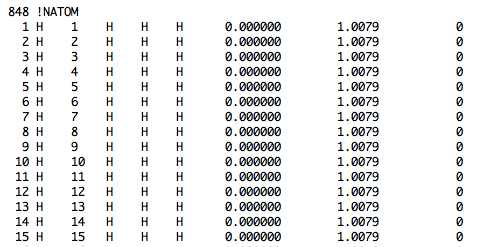 848 !NATOM
1 H 1 H H H 0.000000 1.0079 0
2 H 2 H H H 0.000000 1.0079 0
3 H 3 H H H 0.000000 1.0079 0
4 H 4 H H H 0.000000 1.0079 0
5 H 5 H H H 0.000000 1.0079 0
6 H 6 H H H 0.000000 1.0079 0
7 H 7 H H H 0.000000 1.0079 0
8 H 8 H H H 0.000000 1.0079 0
9 H 9 H H H 0.000000 1.0079 0
10 H 10 H H H 0.000000 1.0079 0
11 H 11 H H H 0.000000 1.0079 0
12 H 12 H H H 0.000000 1.0079 0
13 H 13 H H H 0.000000 1.0079 0
14 H 14 H H H 0.000000 1.0079 0
15 H 15 H H H 0.000000 1.0079 0